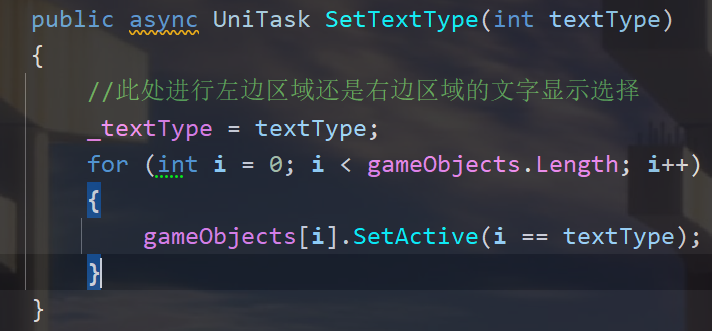 public async UniTask SetTextType(int textType)
{
//此处进行左边区域还是右边区域的文字显示选择
_textType = textType;
for (int i = 0; i < gameObjects.Length; i++)
{
gameObjects[i].SetActive(i == textType);
}
}